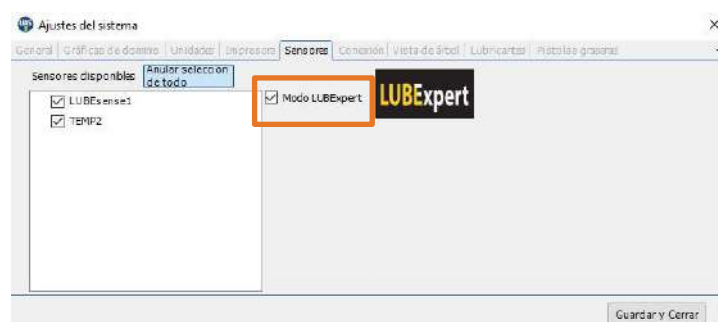 Ajustes del sistema
General Gráficas de dominio Unidades Impresora Sensores Conexión Vista de árbol Lubricantes Pistolas grasas
Sensores disponibles Anular selección de todo
LUBEsense1
TEMP2
Modo LUBExpert
LUBExpert
Guardar y Cerrar